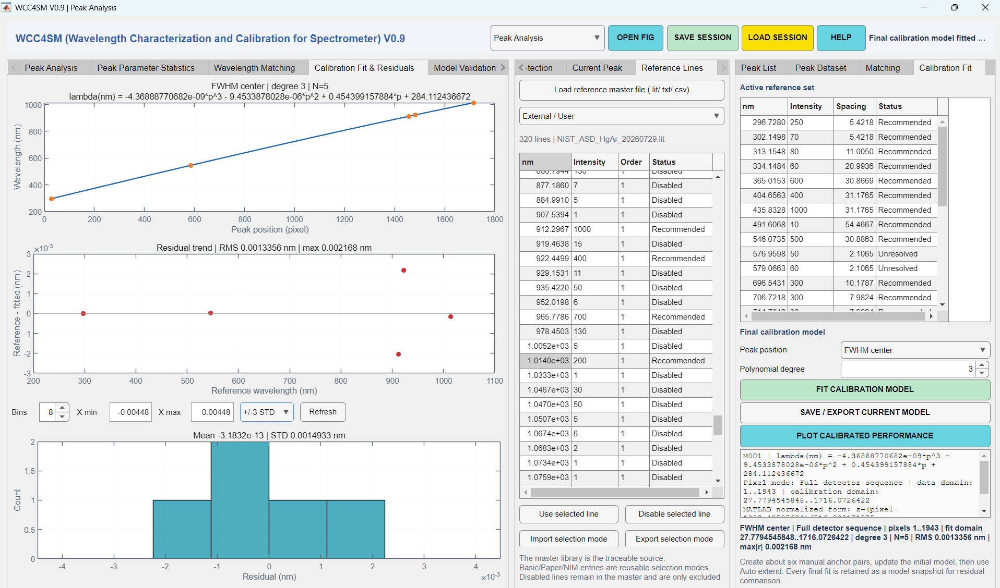 WCC4SM V0.9 | Peak Analysis
WCC4SM (Wavelength Characterization and Calibration for Spectrometer) V0.9
Peak Analysis
OPEN FIG
SAVE SESSION
LOAD SESSION
HELP
Final calibration model fitted ...
Peak Analysis
Peak Parameter Statistics
Wavelength Matching
Calibration Fit & Residuals
Model Validation
FWHM center | degree 3 | N=5
lambda(nm) = -4.36888770682e-09*p^3 - 9.4533878028e-06*p^2 + 0.454399157884*p + 284.112436672
1000
800
600
400
200
Wavelength (nm)
0 200 400 600 800 1000 1200 1400 1600 1800
Peak position (pixel)
×10-3
Residual trend | RMS 0.0013356 nm | max 0.002168 nm
3
2
1
0
-1
-2
-3
Reference - fitted (nm)
200 300 400 500 600 700 800 900 1000 1100
Reference wavelength (nm)
Bins
8
X min
-0.00448
X max
0.00448
+/-3 STD
Refresh
Mean -3.1832e-13 | STD 0.0014933 nm
2
1.5
1
0.5
0
Count
-4 -3 -2 -1 0 1 2 3 4
Residual (nm)
×10-3
:tection
Current Peak
Reference Lines
Load reference master file (.lit/.txt/.csv)
External / User
320 lines | NIST_ASD_HgAr_20260729.lit
nm Intensity Order Status
866.7944 130 1 Disabled
877.1860 7 1 Disabled
884.9910 5 1 Disabled
907.5394 1 1 Disabled
912.2967 1000 1 Recommended
919.4638 15 1 Disabled
922.4499 400 1 Recommended
929.1531 11 1 Disabled
935.4220 50 1 Disabled
952.0198 6 1 Disabled
965.7786 700 1 Recommended
978.4503 130 1 Disabled
1.0052e+03 5 1 Disabled
1.0140e+03 200 1 Recommended
1.0333e+03 1 1 Disabled
1.0467e+03 30 1 Disabled
1.0470e+03 50 1 Disabled
1.0507e+03 5 1 Disabled
1.0674e+03 6 1 Disabled
1.0683e+03 2 1 Disabled
1.0734e+03 1 1 Disabled
1.0759e+03 1 1 Disabled
Use selected line
Disable selected line
Import selection mode
Export selection mode
The master library is the traceable source.
Basic/Paper/NIM entries are reusable selection modes.
Disabled lines remain in the master and are only excluded
Peak List
Peak Dataset
Matching
Calibration Fit
Active reference set
nm Intensity Spacing Status
296.7280 250 5.4218 Recommended
302.1498 70 5.4218 Recommended
313.1548 80 11.0050 Recommended
334.1484 60 20.9936 Recommended
365.0153 600 30.8669 Recommended
404.6563 400 31.1765 Recommended
435.8328 1000 31.1765 Recommended
491.6068 10 54.4667 Recommended
546.0735 500 30.8863 Recommended
576.9598 50 2.1065 Unresolved
579.0663 60 2.1065 Unresolved
696.5431 300 10.1787 Recommended
706.7218 300 7.9824 Recommended
Final calibration model
Peak position
FWHM center
Polynomial degree
3
FIT CALIBRATION MODEL
SAVE / EXPORT CURRENT MODEL
PLOT CALIBRATED PERFORMANCE
M001 | lambda(nm) = -4.36888770682e-09*p^3 -
9.4533878028e-06*p^2 + 0.454399157884*p +
284.112436672
Pixel mode: Full detector sequence | data domain:
1..1943 | calibration domain:
27.7794545848..1716.0726422
MATLAB normalized form: z=(pixel-
FWHM center | Full detector sequence | pixels 1..1943 | fit domain
27.7794545848..1716.0726422 | degree 3 | N=5 | RMS 0.0013356 nm |
max|r| 0.002168 nm
Create about six manual anchor pairs, update the initial model, then use
Auto extend. Every final fit is retained as a model snapshot for residual
comparison.